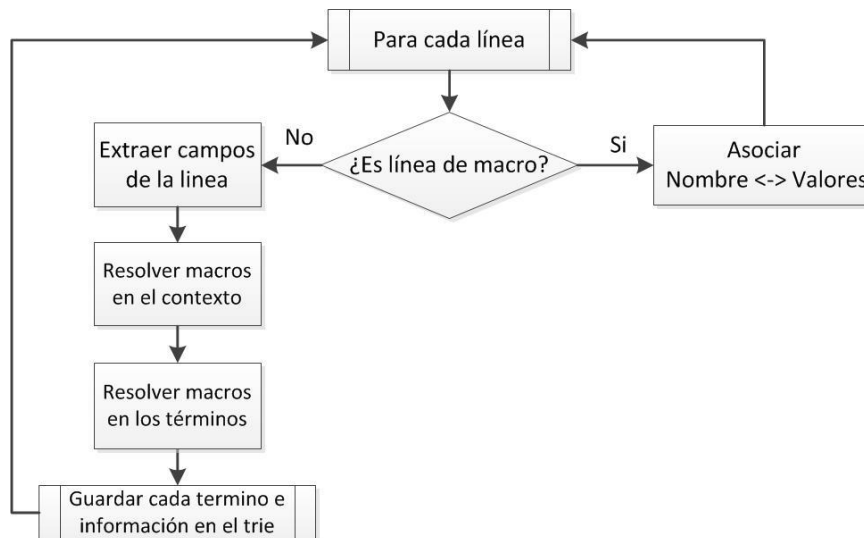 Para cada línea
¿Es línea de macro?
No
Si
Extraer campos
de la linea
Asociar
Nombre <-> Valores
Resolver macros
en el contexto
Resolver macros
en los términos
Guardar cada termino e
información en el trie